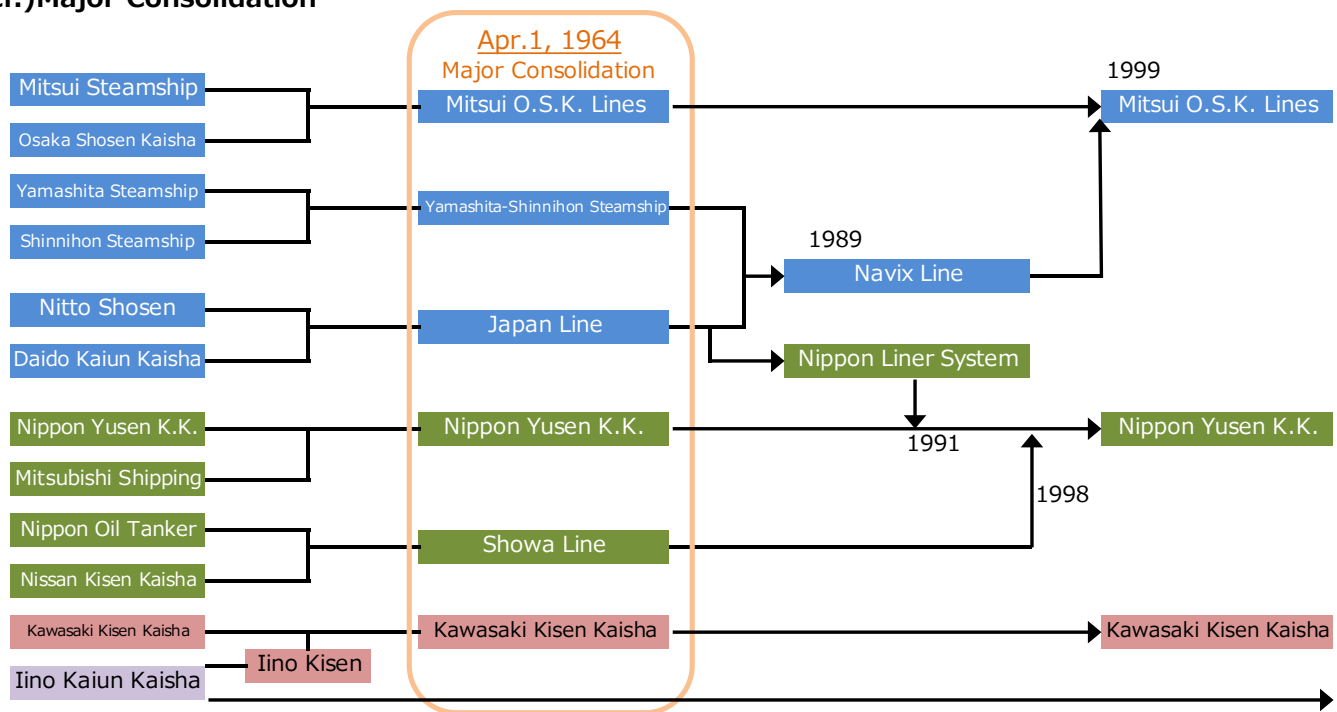 Major Consolidation
Apr.1, 1964
Major Consolidation
1999
Mitsui Steamship
Mitsui O.S.K. Lines
Mitsui O.S.K. Lines
Osaka Shosen Kaisha
Yamashita Steamship
Yamashita-Shinnihon Steamship
Shinnihon Steamship
1989
Navix Line
Nitto Shosen
Japan Line
Daido Kaiun Kaisha
Nippon Liner System
Nippon Yusen K.K.
Nippon Yusen K.K.
Nippon Yusen K.K.
1991
Mitsubishi Shipping
1998
Nippon Oil Tanker
Showa Line
Nissan Kisen Kaisha
Kawasaki Kisen Kaisha
Kawasaki Kisen Kaisha
Kawasaki Kisen Kaisha
Iino Kisen
Iino Kaiun Kaisha